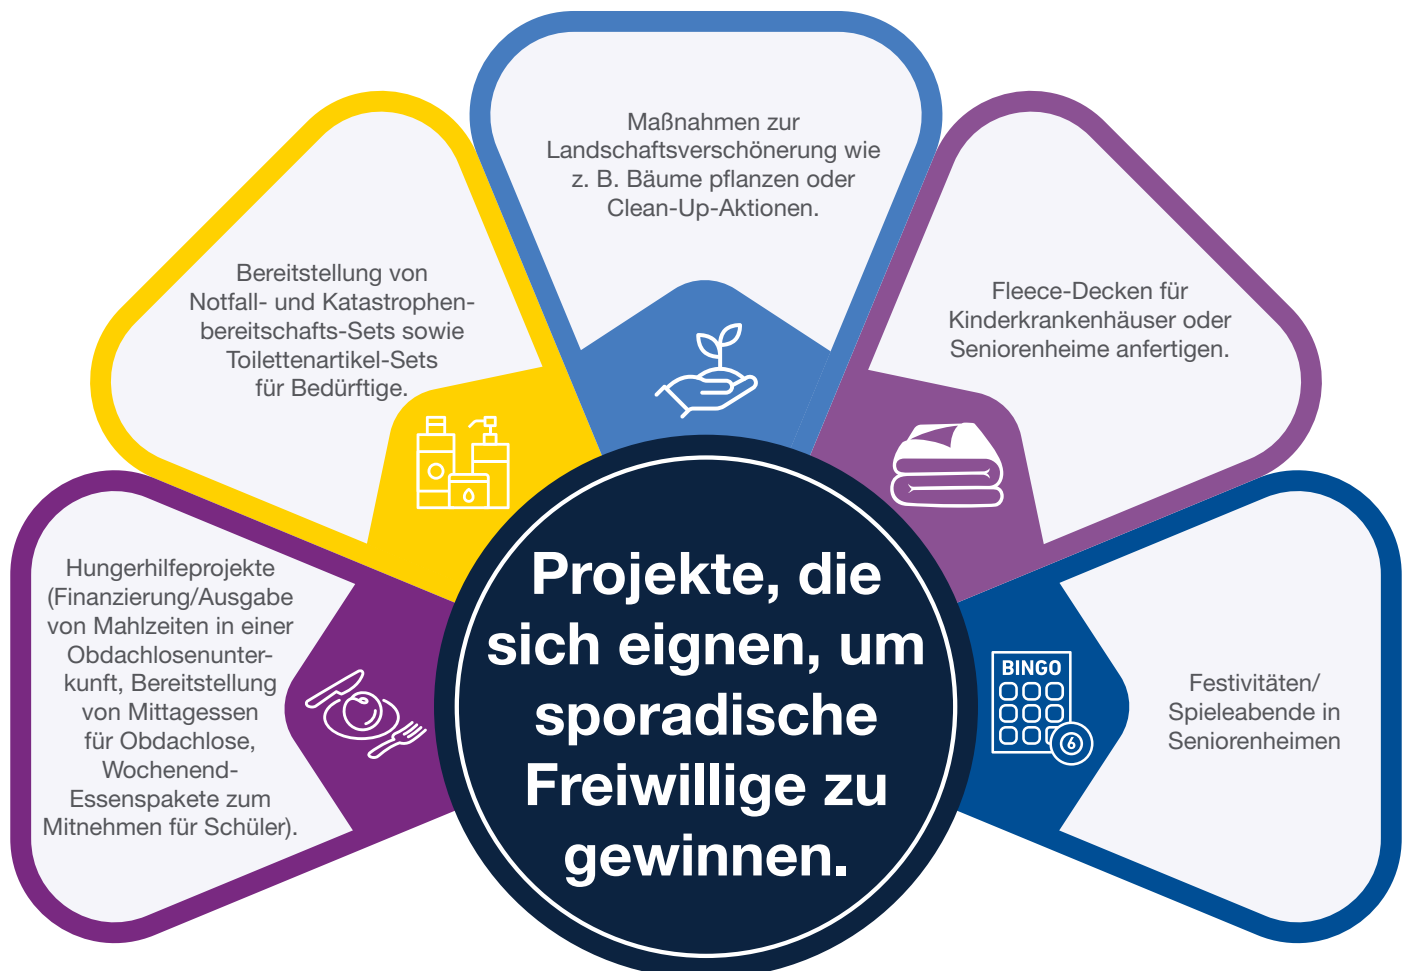 Maßnahmen zur
Landschaftsverschönerung wie
z. B. Bäume pflanzen oder
Clean-Up-Aktionen.
Bereitstellung von
Notfall- und Katastrophen-
bereitschafts-Sets sowie
Toilettenartikel-Sets
für Bedürftige.
Fleece-Decken für
Kinderkrankenhäuser oder
Seniorenheime anfertigen.
Hungerhilfeprojekte
(Finanzierung/Ausgabe
von Mahlzeiten in einer
Obdachlosenunter-
kunft, Bereitstellung
von Mittagessen
für Obdachlose,
Wochenend-
Essenspakete zum
Mitnehmen für Schüler).
Projekte, die
sich eignen, um
sporadische
Freiwillige zu
gewinnen.
BINGO
6
Festivitäten/
Spieleabende in
Seniorenheimen